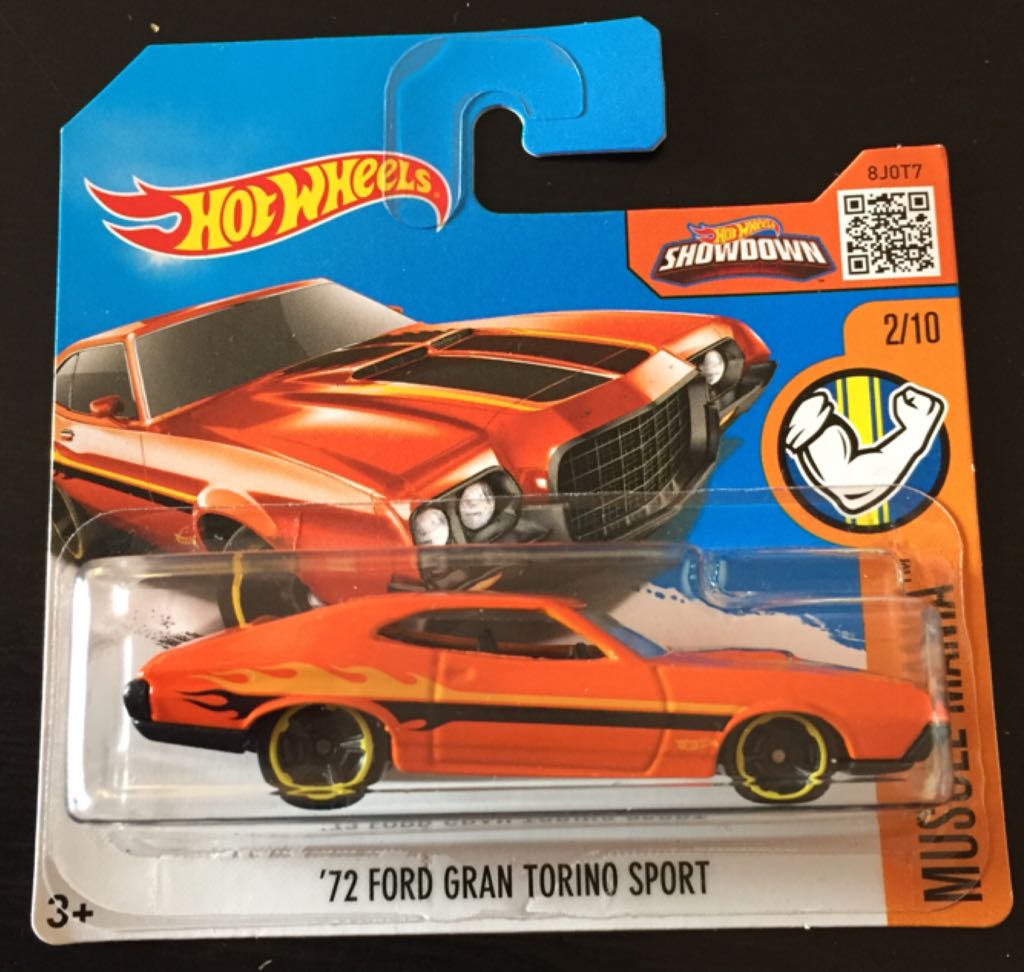 8J0T7
HOT WHEELS
HOT WHEELS
SHOWDOWN
2/10
MUSCLE MANIA
'72 FORD GRAN TORINO SPORT
3+